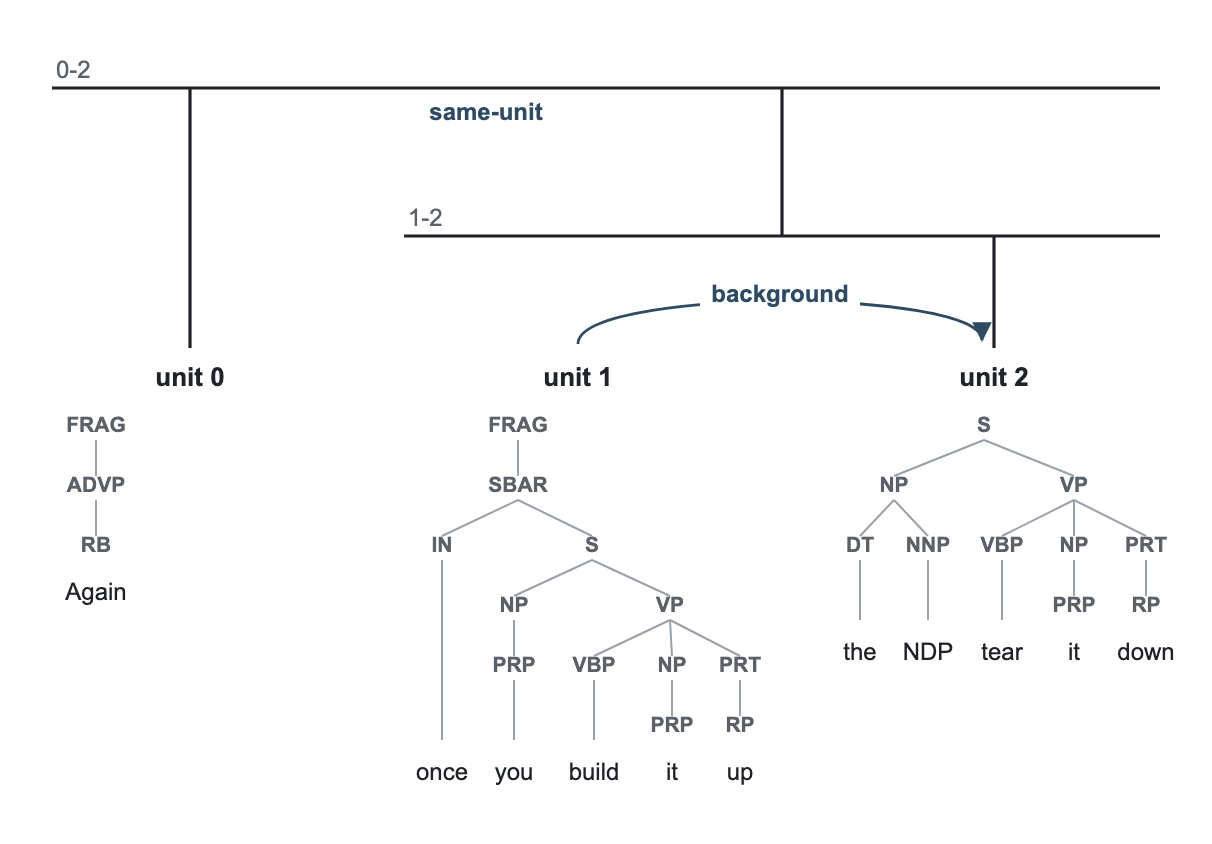 0-2
same-unit
1-2
background
unit 0 unit 1 unit 2
FRAG FRAG S
ADVP SBAR NP VP
RB IN S DT NNP VBP NP PRT
Again
NP VP PRP RP
the NDP tear it down
PRP VBP NP PRT
PRP RP
once you build it up